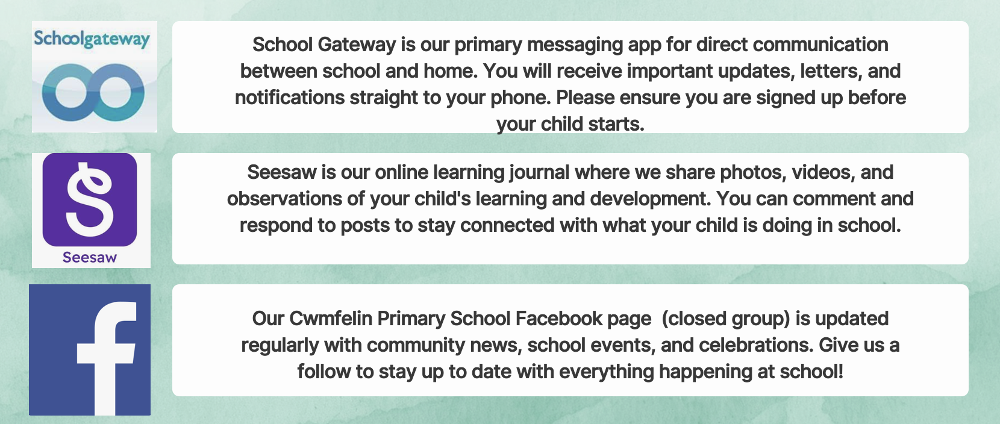 Schoolgateway
School Gateway is our primary messaging app for direct communication
between school and home. You will receive important updates, letters, and
notifications straight to your phone. Please ensure you are signed up before
your child starts.
Seesaw is our online learning journal where we share photos, videos, and
observations of your child's learning and development. You can comment and
respond to posts to stay connected with what your child is doing in school.
Seesaw
Our Cwmfelin Primary School Facebook page  (closed group) is updated
regularly with community news, school events, and celebrations. Give us a
follow to stay up to date with everything happening at school!